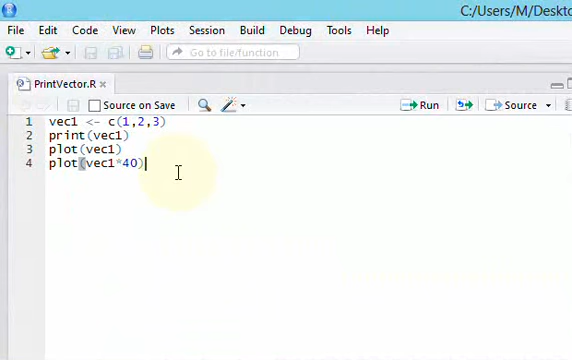 C:/Users/M/Deskto
File Edit Code View Plots Session Build Debug Tools Help
Go to file/function
PrintVector.R
Source on Save Run Source
1 vec1 <- c(1,2,3)
2 print(vec1)
3 plot(vec1)
4 plot(vec1*40)